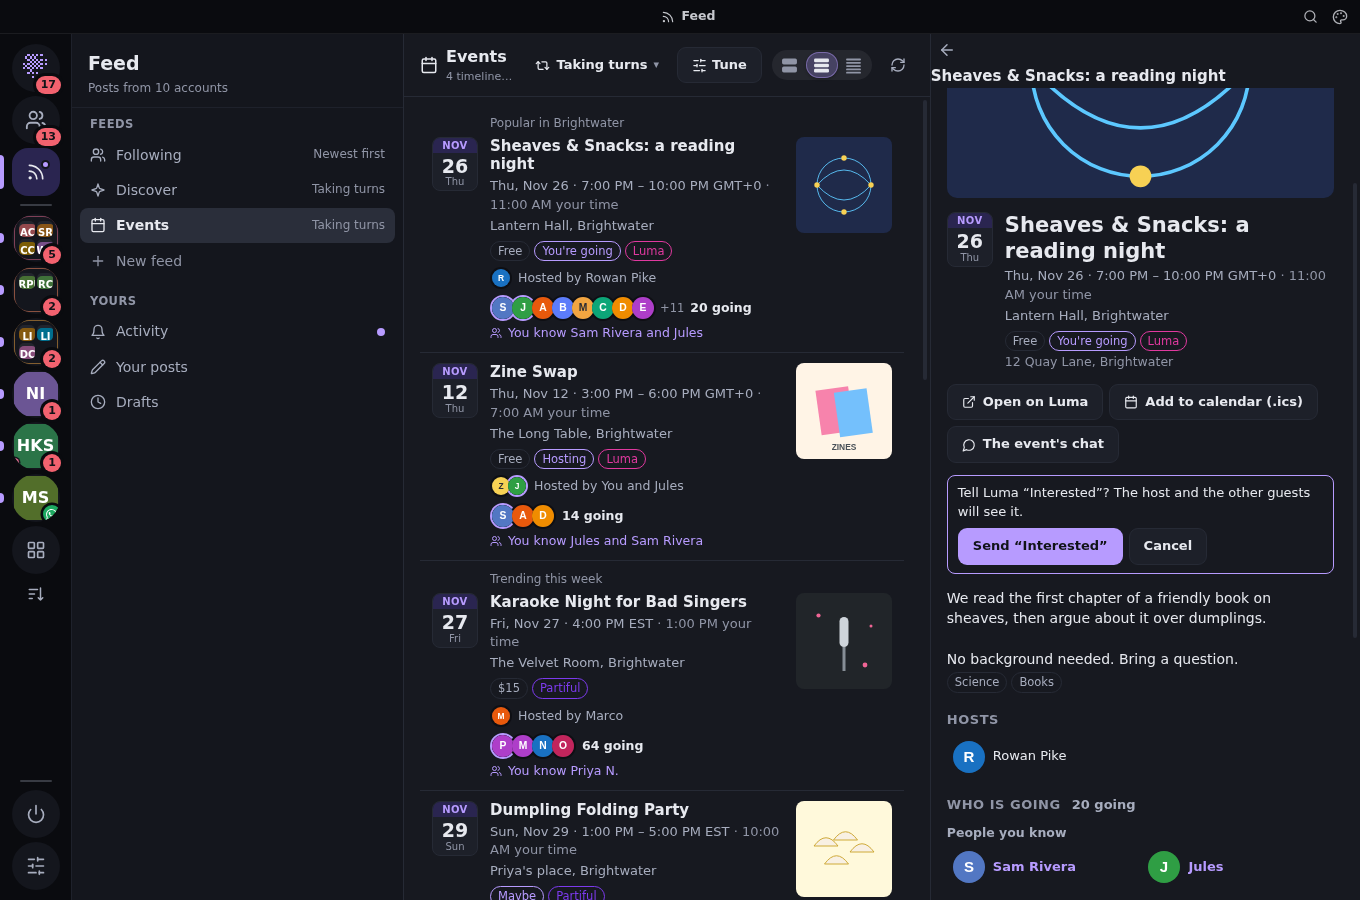 Feed
17
13
AC
SR
CC
5
RP
RC
2
LI
LI
DC
2
NI
1
HKS
1
MS
Feed
Posts from 10 accounts
FEEDS
Following
Newest first
Discover
Taking turns
Events
Taking turns
New feed
YOURS
Activity
Your posts
Drafts
Events
4 timeline...
Taking turns
Tune
Popular in Brightwater
NOV
26
Thu
Sheaves & Snacks: a reading
night
Thu, Nov 26 · 7:00 PM – 10:00 PM GMT+0 ·
11:00 AM your time
Lantern Hall, Brightwater
Free
You're going
Luma
R
Hosted by Rowan Pike
S
J
A
B
M
C
D
E
+11
20 going
You know Sam Rivera and Jules
NOV
12
Thu
Zine Swap
Thu, Nov 12 · 3:00 PM – 6:00 PM GMT+0 ·
7:00 AM your time
The Long Table, Brightwater
Free
Hosting
Luma
ZINES
Z
J
Hosted by You and Jules
S
A
D
14 going
You know Jules and Sam Rivera
Trending this week
NOV
27
Fri
Karaoke Night for Bad Singers
Fri, Nov 27 · 4:00 PM EST · 1:00 PM your
time
The Velvet Room, Brightwater
$15
Partiful
M
Hosted by Marco
P
M
N
O
64 going
You know Priya N.
NOV
29
Sun
Dumpling Folding Party
Sun, Nov 29 · 1:00 PM – 5:00 PM EST · 10:00
AM your time
Priya's place, Brightwater
Maybe
Partiful
Sheaves & Snacks: a reading night
NOV
26
Thu
Sheaves & Snacks: a
reading night
Thu, Nov 26 · 7:00 PM – 10:00 PM GMT+0 · 11:00
AM your time
Lantern Hall, Brightwater
Free
You're going
Luma
12 Quay Lane, Brightwater
Open on Luma
Add to calendar (.ics)
The event's chat
Tell Luma “Interested”? The host and the other guests
will see it.
Send “Interested”
Cancel
We read the first chapter of a friendly book on
sheaves, then argue about it over dumplings.
No background needed. Bring a question.
Science
Books
HOSTS
R
Rowan Pike
WHO IS GOING
20 going
People you know
S
Sam Rivera
J
Jules